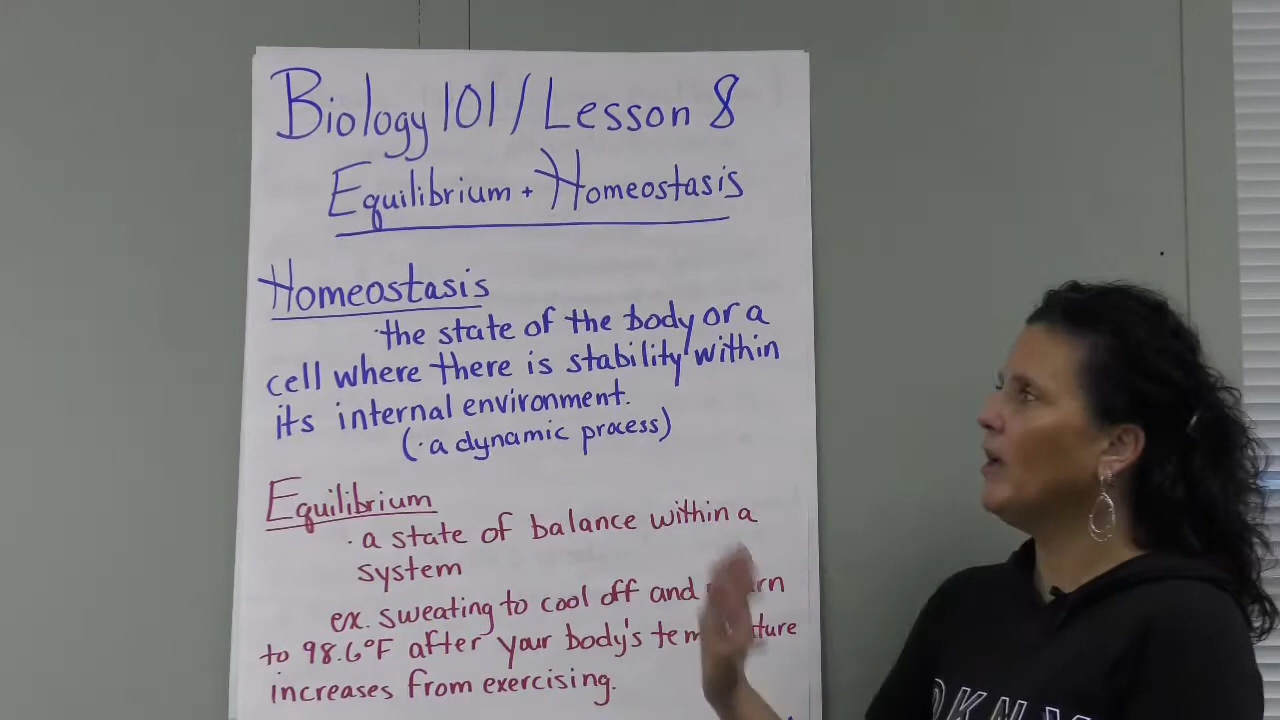 Biology 101 / Lesson 8
Equilibrium + Homeostasis
Homeostasis
·the state of the body or a
cell where there is stability within
its internal environment.
(·a dynamic process)
Equilibrium
·a state of balance within a
system
ex. sweating to cool off and
to 98.6°F after your body's
increases from exercising.
DKNY